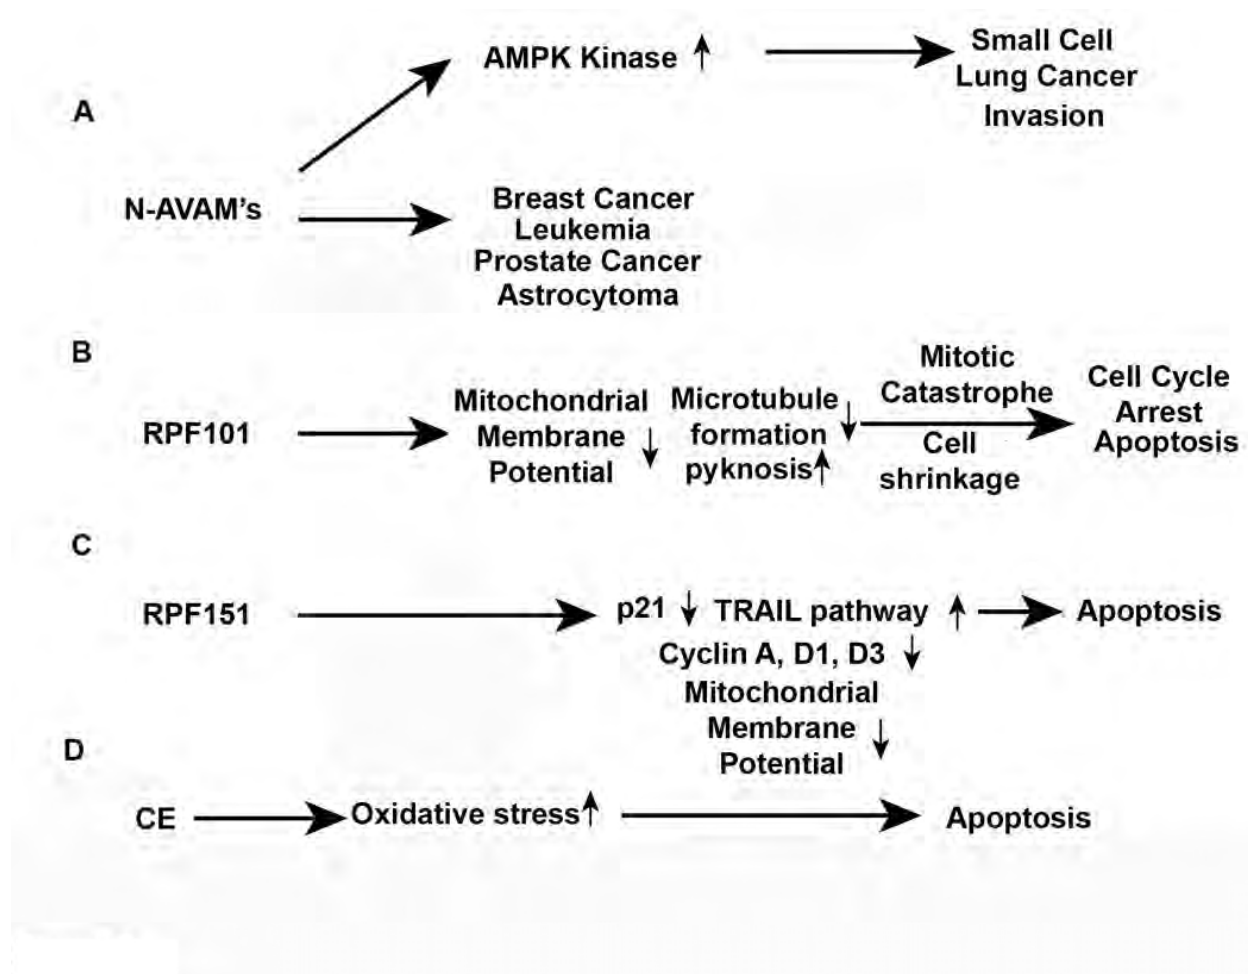 A
AMPK Kinase ↑
Small Cell
Lung Cancer
Invasion
N-AVAM's
Breast Cancer
Leukemia
Prostate Cancer
Astrocytoma
B
RPF101
Mitochondrial
Membrane ↓
Potential
Microtubule ↓
formation
pyknosis↑
Mitotic
Catastrophe
Cell
shrinkage
Cell Cycle
Arrest
Apoptosis
C
RPF151
p21 ↓ TRAIL pathway ↑
Cyclin A, D1, D3 ↓
Mitochondrial
Membrane ↓
Potential
Apoptosis
D
CE
Oxidative stress↑
Apoptosis